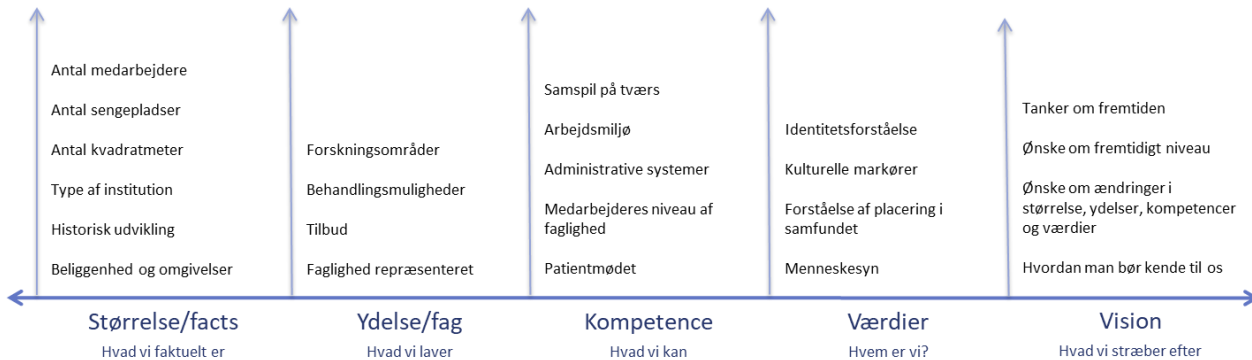 Antal medarbejdere
Antal sengepladser
Antal kvadratmeter
Type af institution
Historisk udvikling
Beliggenhed og omgivelser
Størrelse/facts
Hvad vi faktuelt er
Forskningsområder
Behandlingsmuligheder
Tilbud
Faglighed repræsenteret
Ydelse/fag
Hvad vi laver
Samspil på tværs
Arbejdsmiljø
Administrative systemer
Medarbejderes niveau af
faglighed
Patientmødet
Kompetence
Hvad vi kan
Identitetsforståelse
Kulturelle markører
Forståelse af placering i
samfundet
Menneskesyn
Værdier
Hvem er vi?
Tanker om fremtiden
Ønske om fremtidigt niveau
Ønske om ændringer i
størrelse, ydelser, kompetencer
og værdier
Hvordan man bør kende til os
Vision
Hvad vi stræber efter